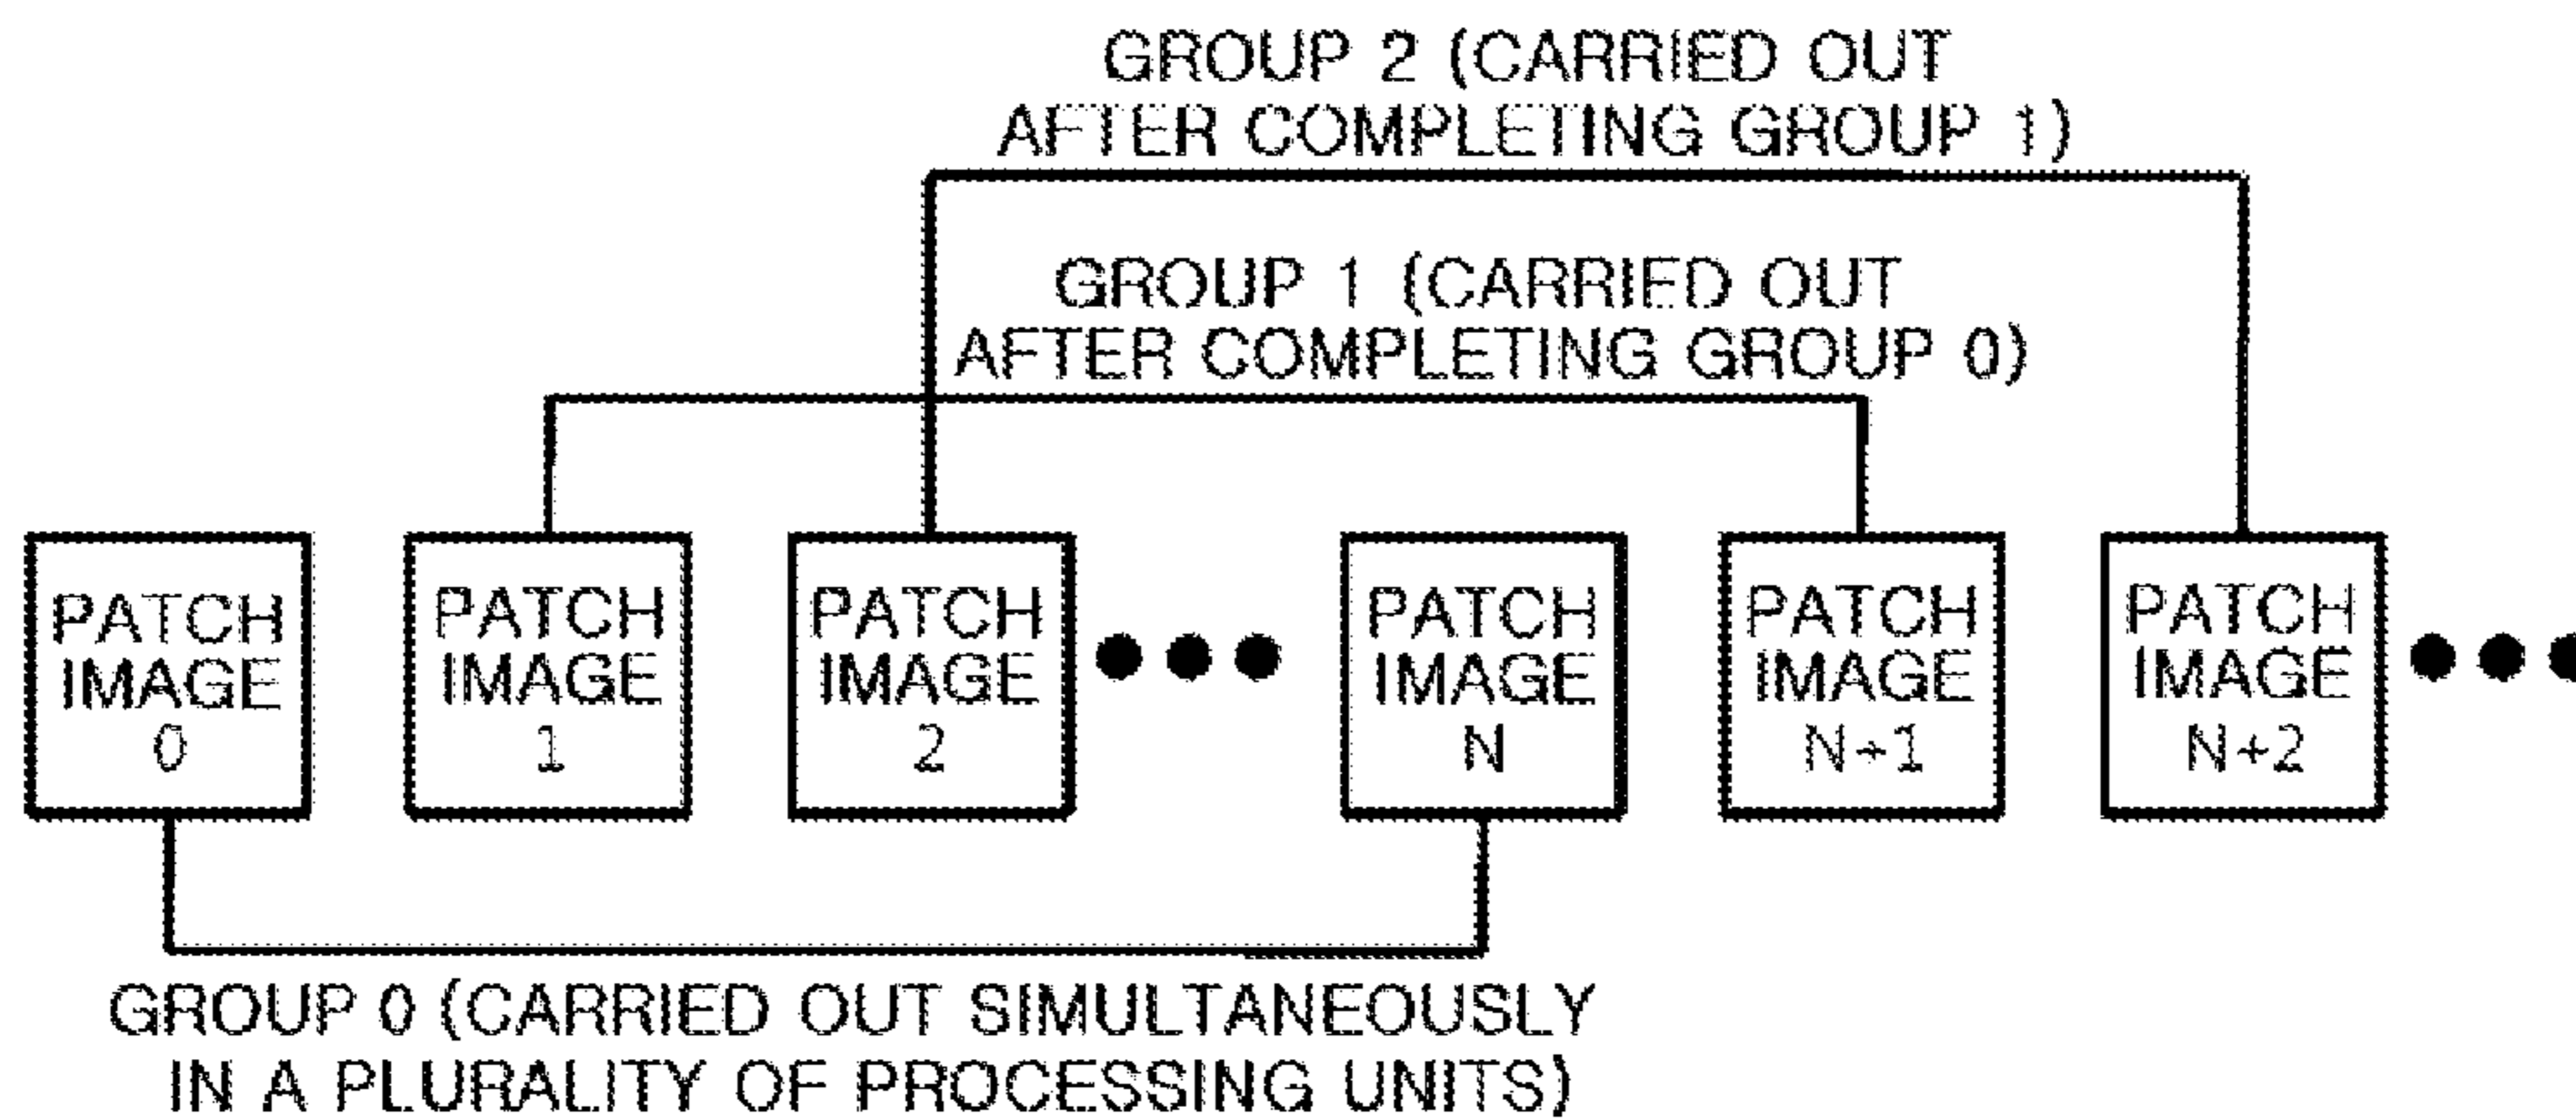 GROUP 2 (CARRIED OUT
AFTER COMPLETING GROUP 1)
GROUP 1 (CARRIED OUT
AFTER COMPLETING GROUP 0)
PATCH
IMAGE
0
PATCH
IMAGE
1
PATCH
IMAGE
2
PATCH
IMAGE
N
PATCH
IMAGE
N+1
PATCH
IMAGE
N+2
GROUP 0 (CARRIED OUT SIMULTANEOUSLY
IN A PLURALITY OF PROCESSING UNITS)